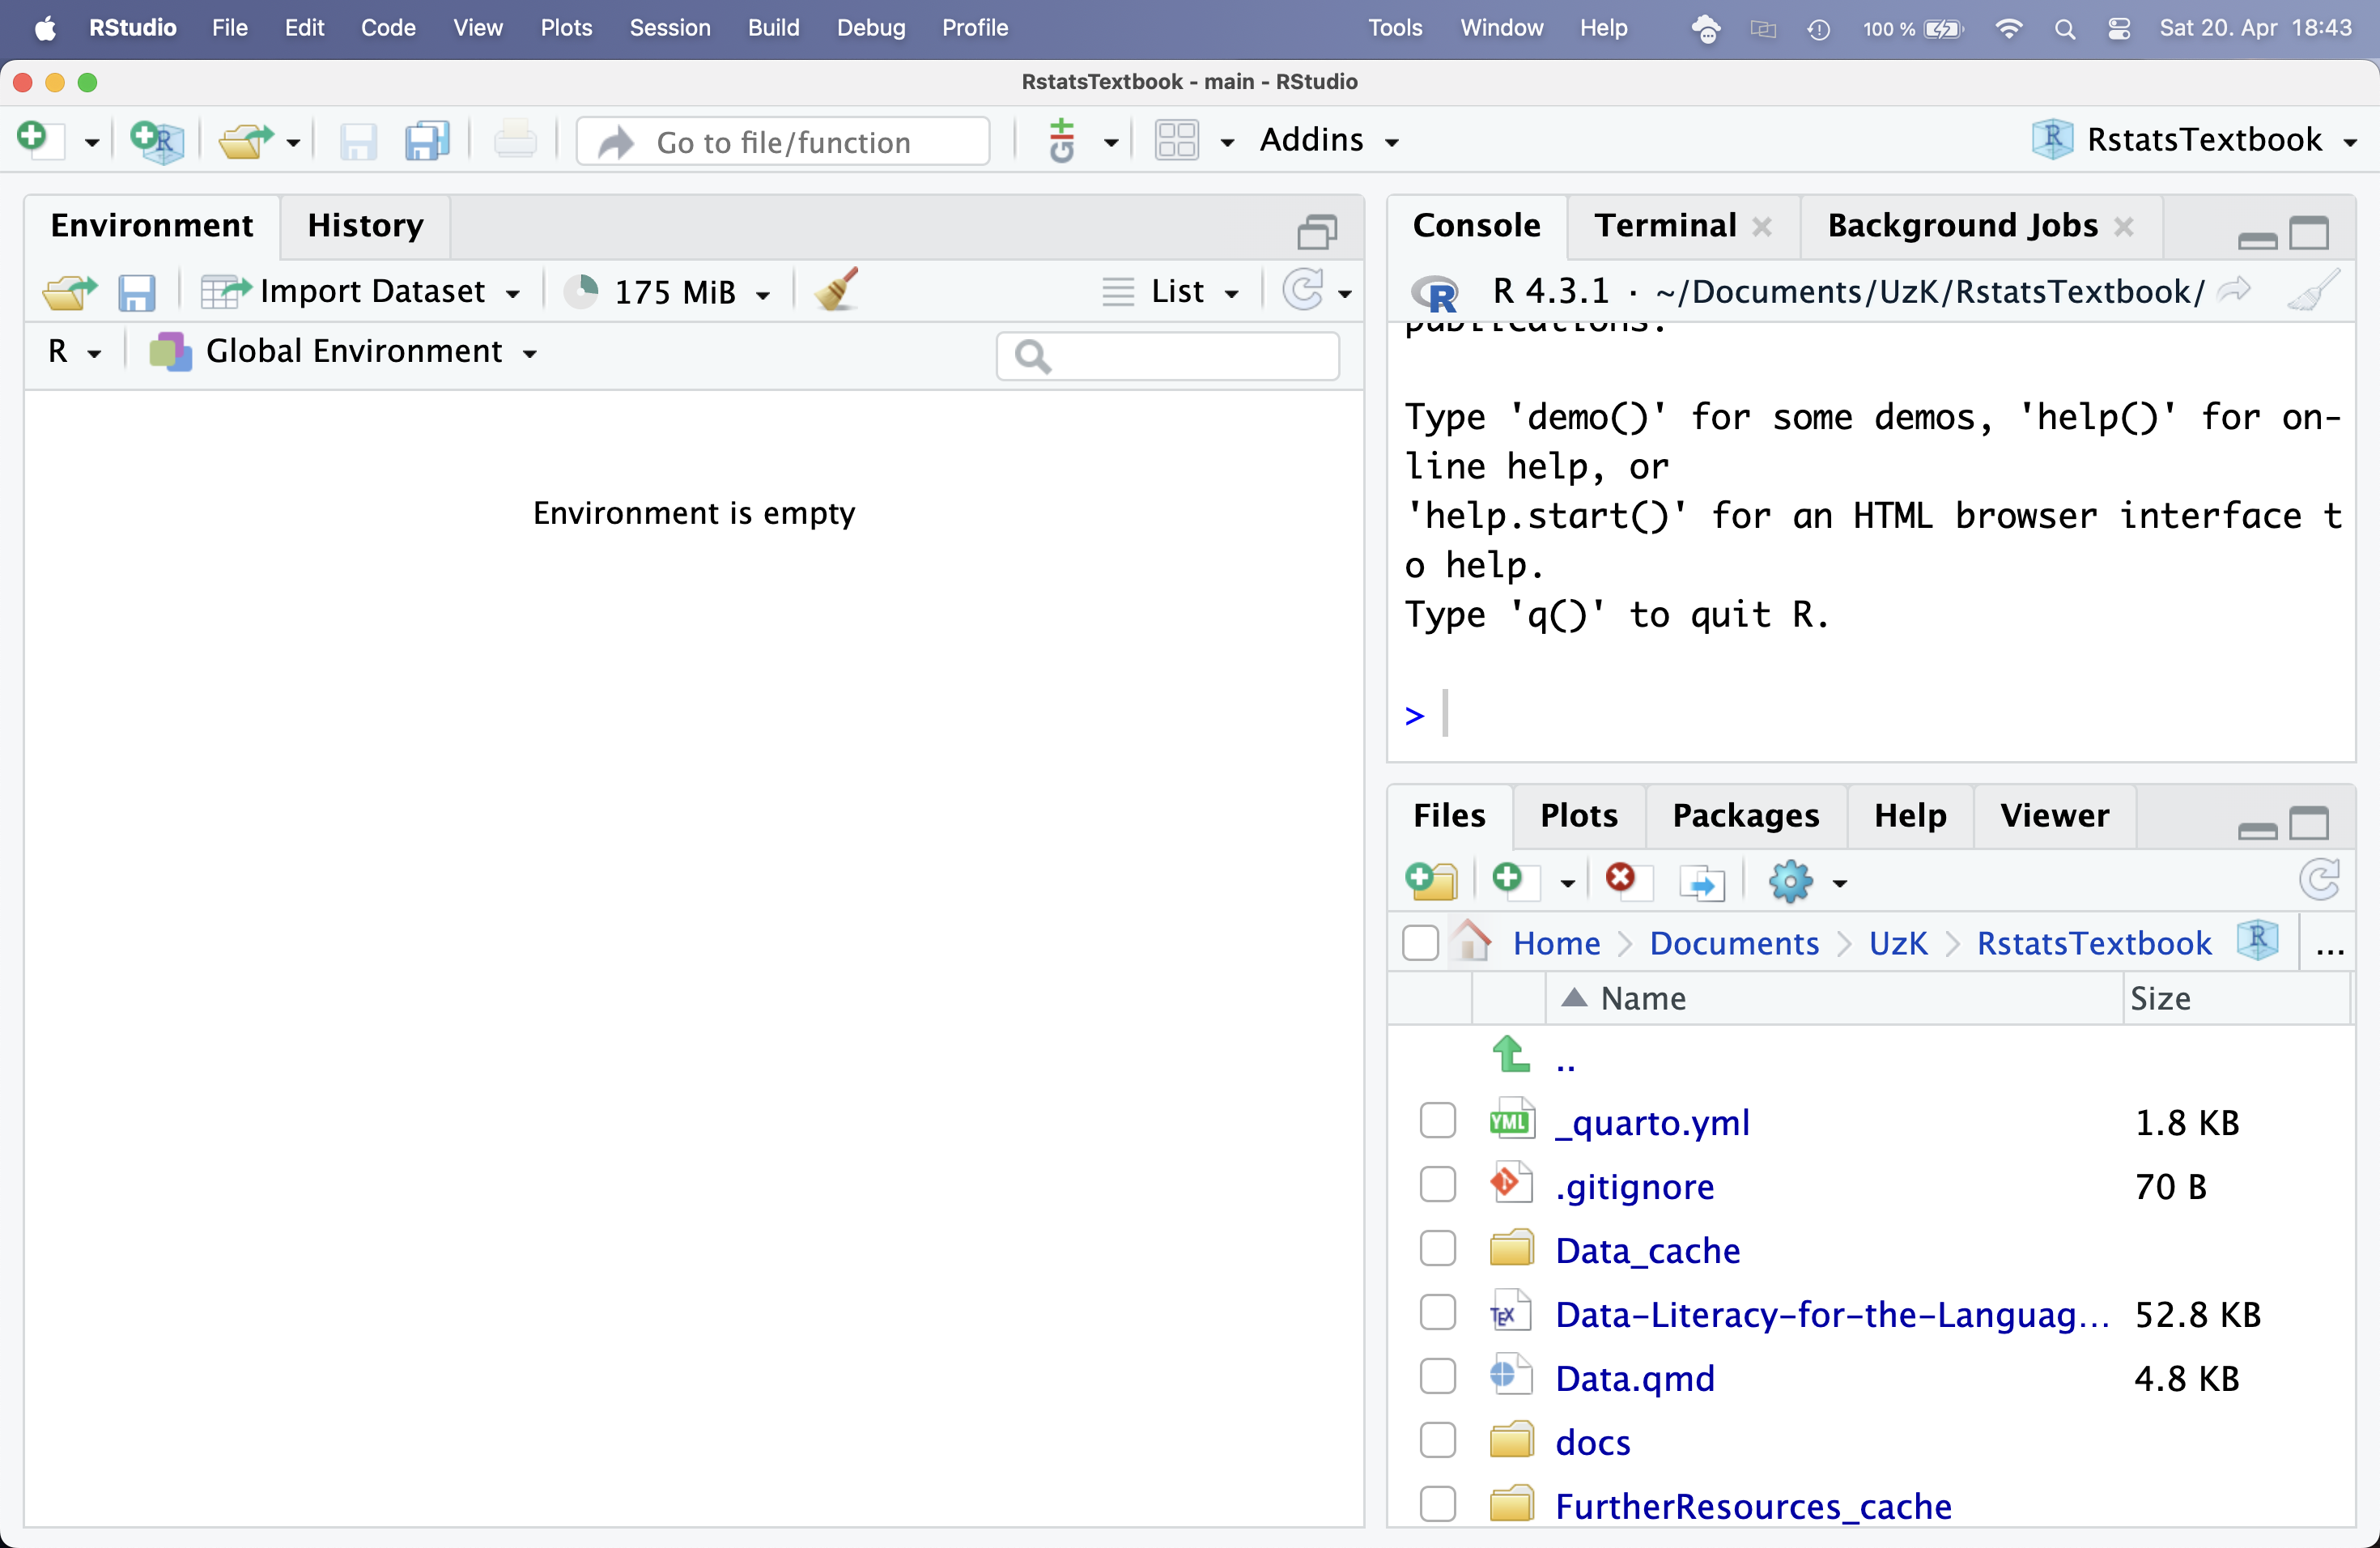 RStudio File Edit Code View Plots Session Build Debug Profile Tools Window Help 100 % Sat 20. Apr 18:43
RstatsTextbook - main - RStudio
Go to file/function Addins RstatsTextbook
Environment History
Import Dataset 175 MiB List
R Global Environment
Environment is empty
Console Terminal Background Jobs
R 4.3.1 · ~/Documents/UzK/RstatsTextbook/
publications.
Type 'demo()' for some demos, 'help()' for on-
line help, or
'help.start()' for an HTML browser interface t
o help.
Type 'q()' to quit R.
>
Files Plots Packages Help Viewer
Home Documents UzK RstatsTextbook ...
Name Size
..
_quarto.yml 1.8 KB
.gitignore 70 B
Data_cache
Data-Literacy-for-the-Languag... 52.8 KB
Data.qmd 4.8 KB
docs
FurtherResources_cache